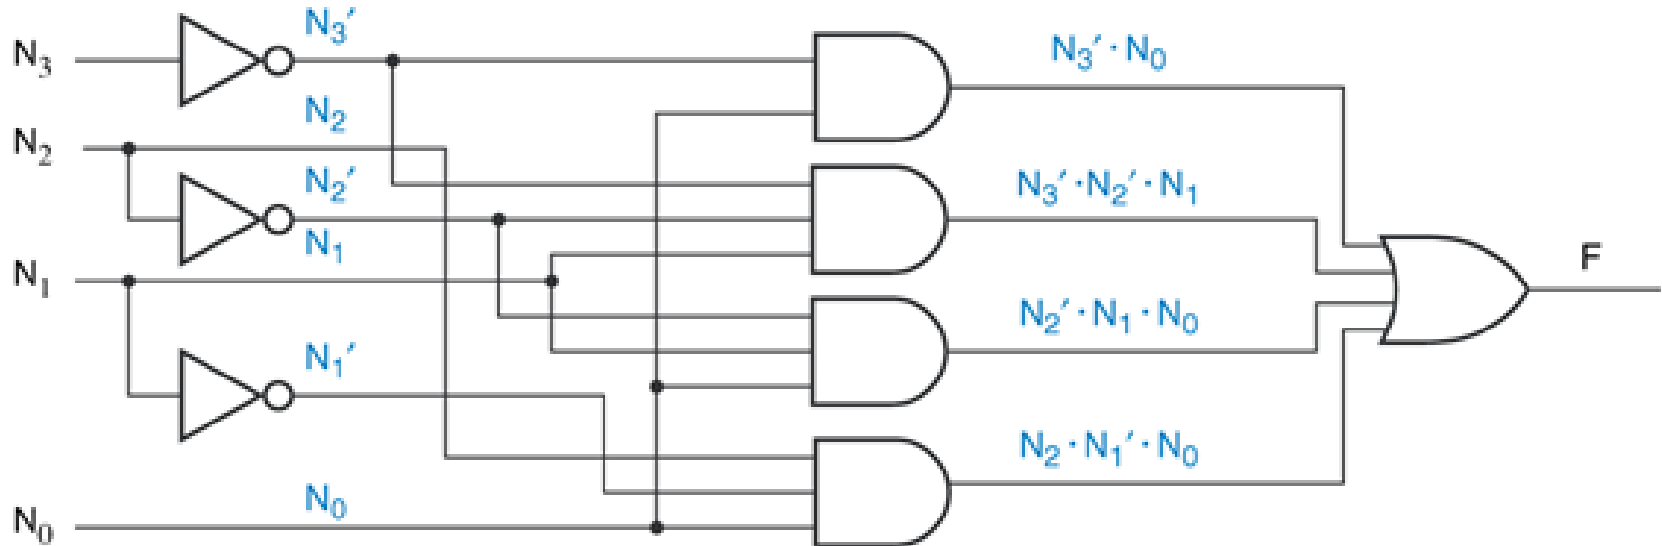 N₃
N₃′
N₂
N₂
N₂′
N₁
N₁
N₁′
N₀
N₀
N₃′ · N₀
N₃′ · N₂′ · N₁
N₂′ · N₁ · N₀
N₂ · N₁′ · N₀
F